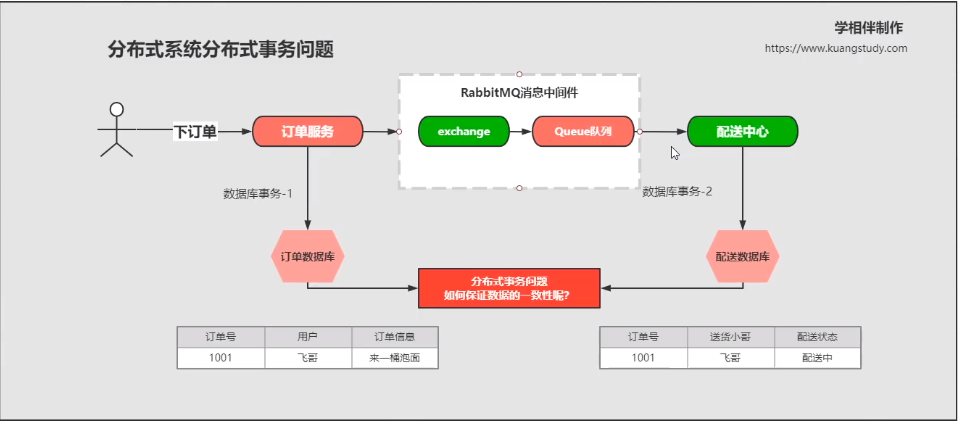 学相伴制作
分布式系统分布式事务问题
https://www.kuangstudy.com
RabbitMQ消息中间件
下订单
订单服务
exchange
Queue队列
配送中心
数据库事务-1
数据库事务-2
订单数据库
配送数据库
分布式事务问题
如何保证数据的一致性呢?
订单号 用户 订单信息
1001 飞哥 来一桶泡面
订单号 送货小哥 配送状态
1001 飞哥 配送中